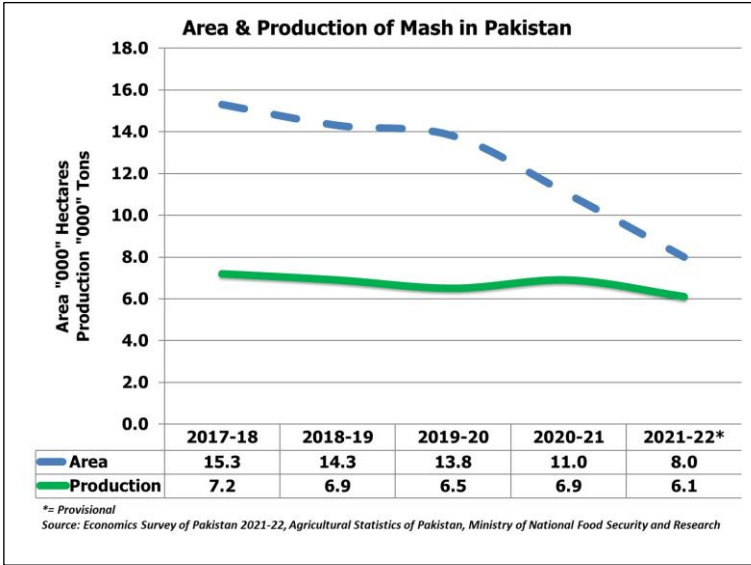 Area & Production of Mash in Pakistan
Area "000" Hectares
Production "000" Tons
18.0
16.0
14.0
12.0
10.0
8.0
6.0
4.0
2.0
0.0
2017-18 2018-19 2019-20 2020-21 2021-22*
Area 15.3 14.3 13.8 11.0 8.0
Production 7.2 6.9 6.5 6.9 6.1
*= Provisional
Source: Economics Survey of Pakistan 2021-22, Agricultural Statistics of Pakistan, Ministry of National Food Security and Research